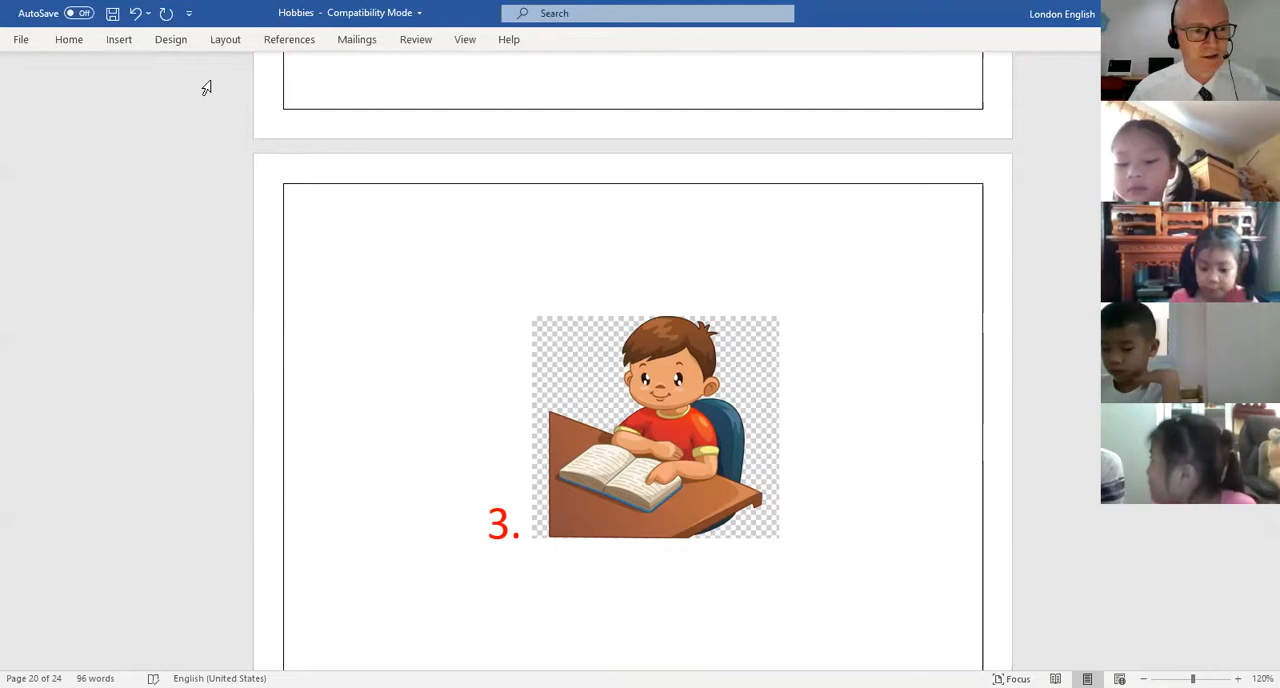 AutoSave Off Hobbies - Compatibility Mode Search London English
File Home Insert Design Layout References Mailings Review View Help
3.
Page 20 of 24 96 words English (United States) Focus 120%